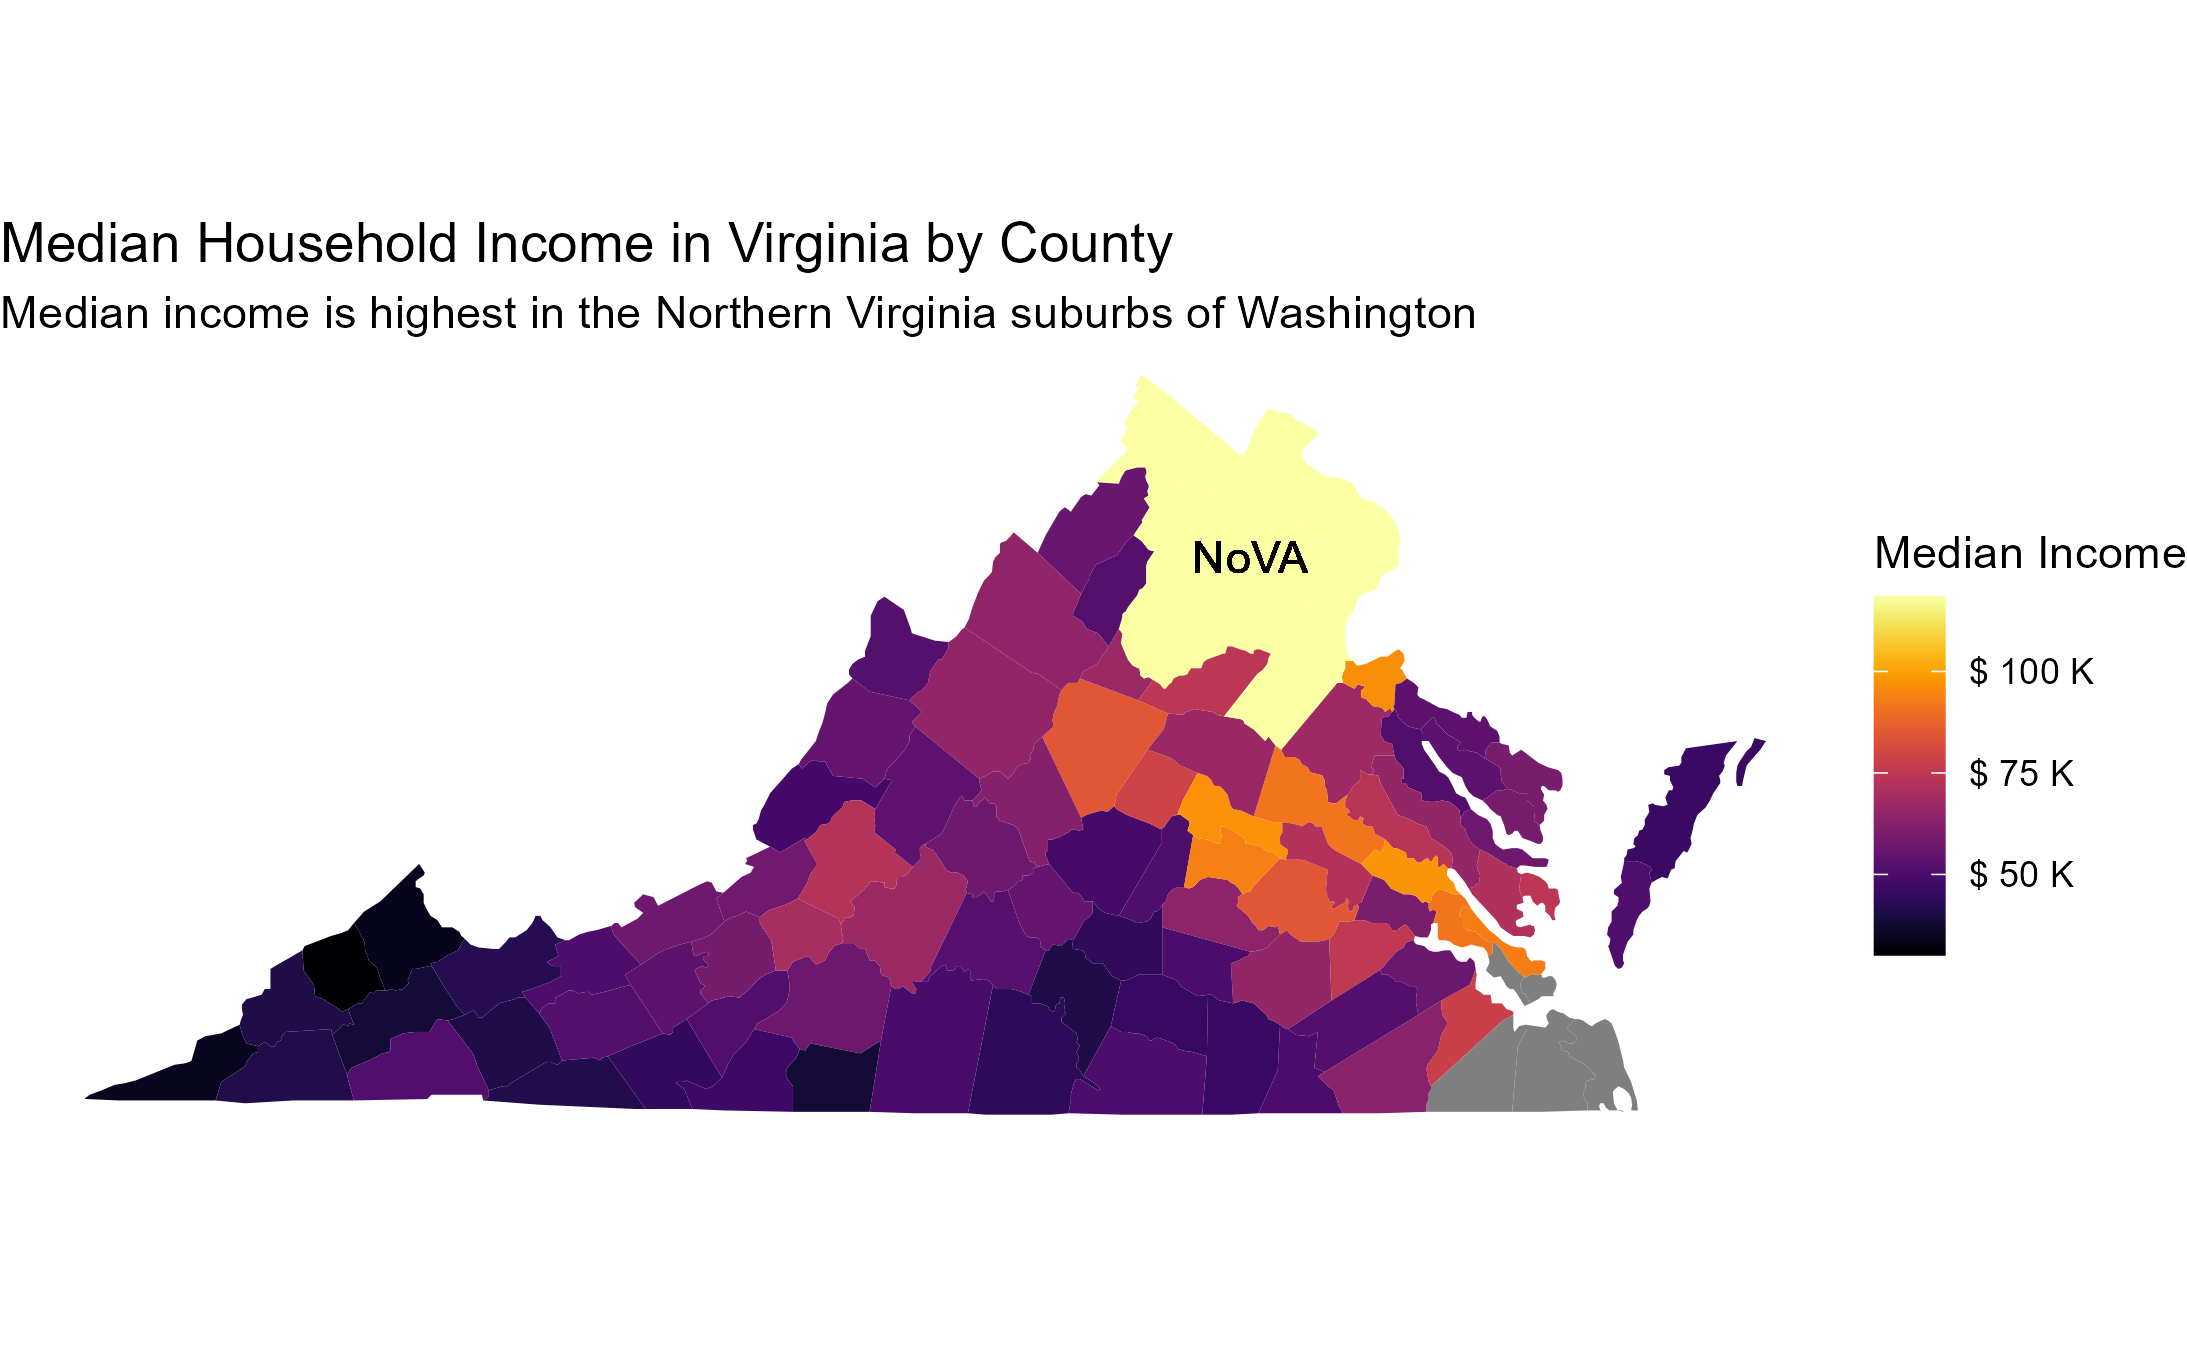 Median Household Income in Virginia by County
Median income is highest in the Northern Virginia suburbs of Washington
NoVA
Median Income
$ 100 K
$ 75 K
$ 50 K